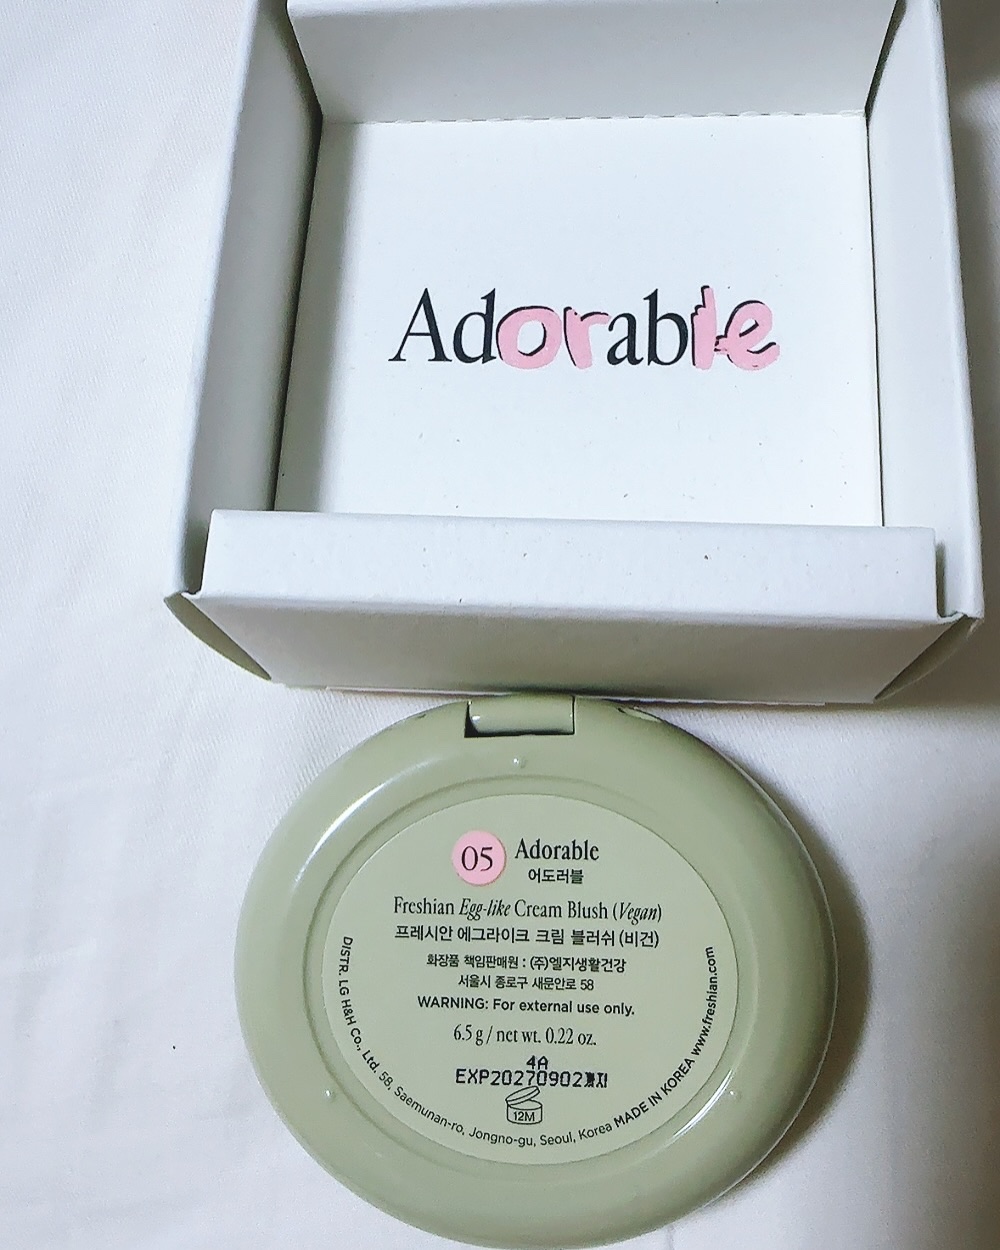 Adorable
05 Adorable
어도러블
Freshian Egg-like Cream Blush (Vegan)
프레시안 에그라이크 크림 블러쉬 (비건)
화장품 책임판매원 : (주)엘지생활건강
서울시 종로구 새문안로 58
WARNING: For external use only.
6.5 g / net wt. 0.22 oz.
4A
EXP20270902까지
12M
DISTR. LG H&H Co., Ltd. 58, Saemunan-ro, Jongno-gu, Seoul, Korea MADE IN KOREA www.freshian.com